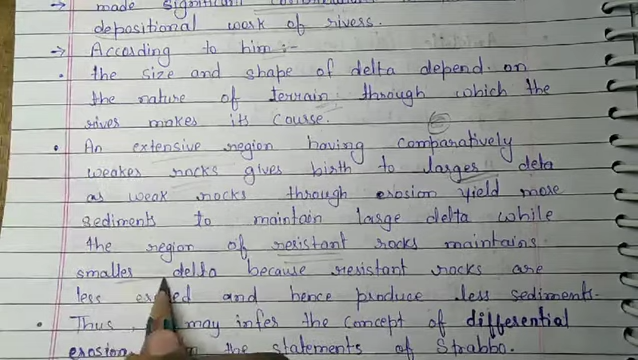 → made significant
depositional work of rivers.
→ According to him :-
• the size and shape of delta depend on
the nature of terrain through which the
river makes its course.
• An extensive region having comparatively
weaker rocks gives birth to larger delta
as weak rocks through erosion yield more
sediments to maintain large delta while
the region of resistant rocks maintains
smaller delta because resistant rocks are
less eroded and hence produce less sediments.
• Thus, may infer the concept of differential
erosion the statements of Strabbo.